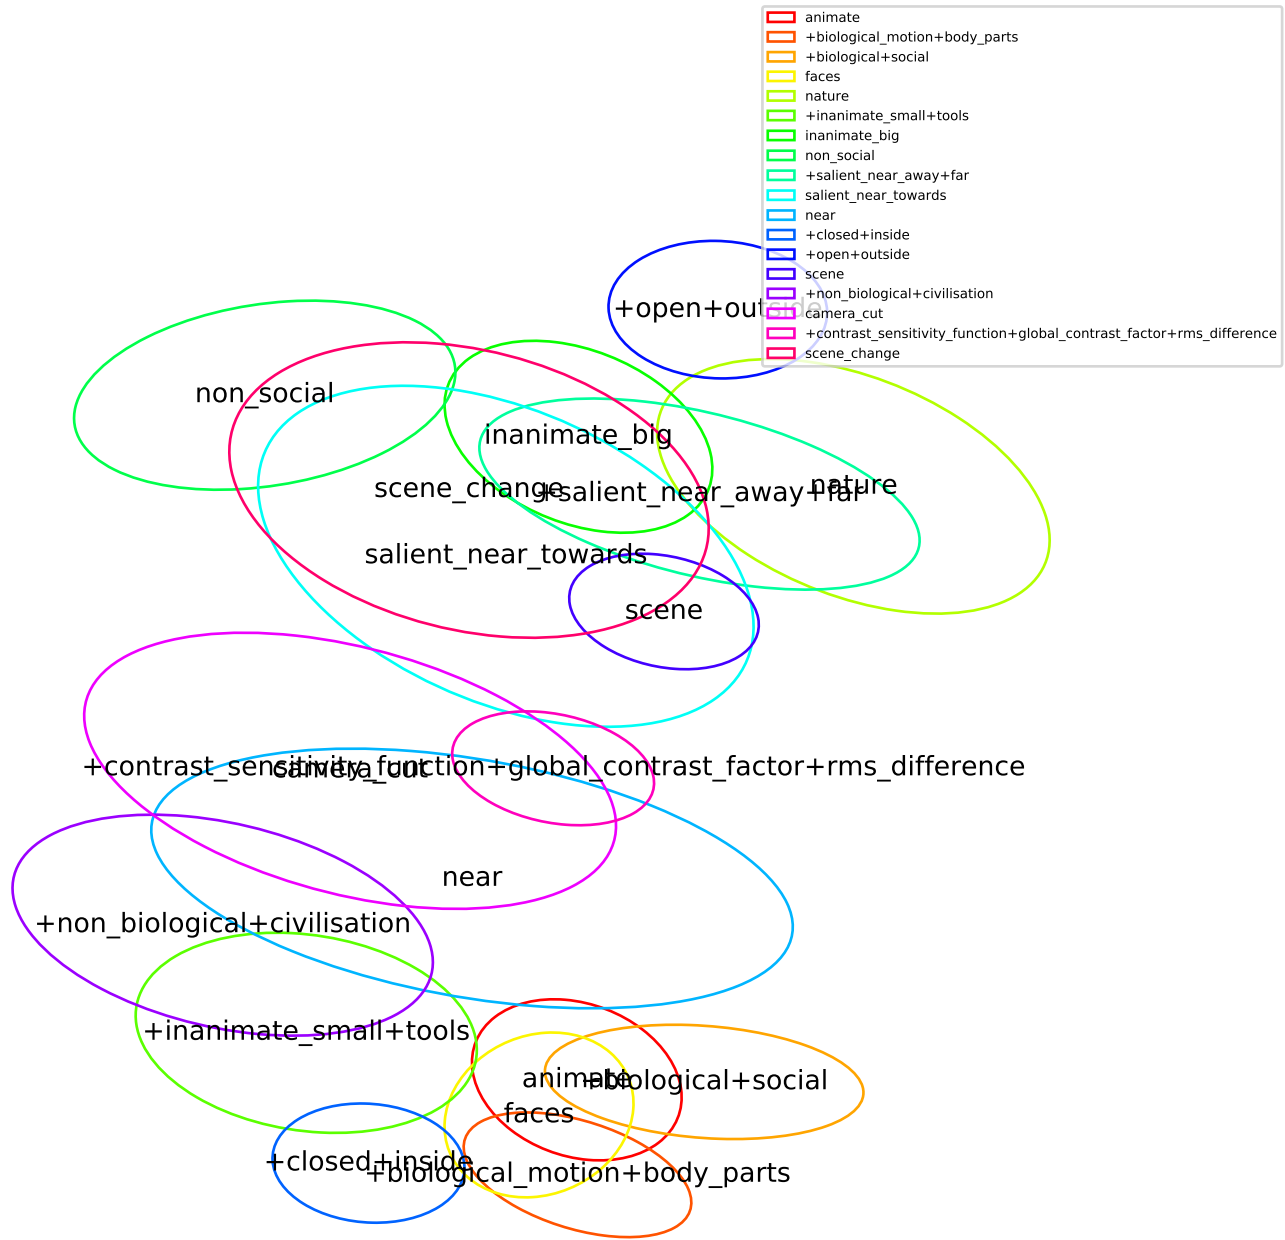 animate
+biological_motion+body_parts
+biological+social
faces
nature
+inanimate_small+tools
inanimate_big
non_social
+salient_near_away+far
salient_near_towards
near
+closed+inside
+open+outside
scene
+non_biological+civilisation
camera_cut
+contrast_sensitivity_function+global_contrast_factor+rms_difference
scene_change
+open+outside
non_social
inanimate_big
nature
scene_change
+salient_near_away+far
salient_near_towards
scene
+contrast_sensitivity_function+global_contrast_factor+rms_difference
camera_cut
near
+non_biological+civilisation
+inanimate_small+tools
animate
+biological+social
faces
+closed+inside
+biological_motion+body_parts